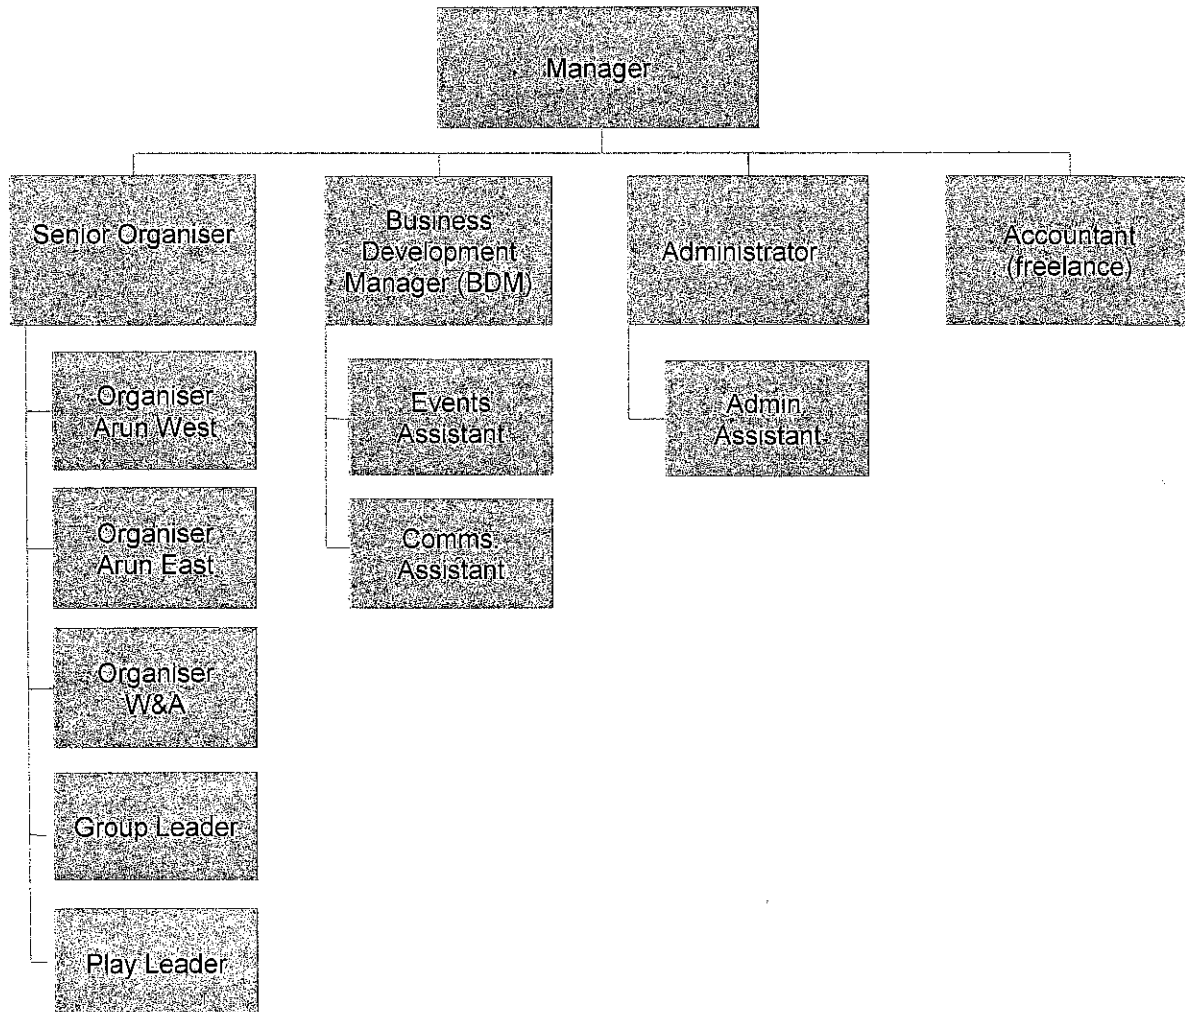 Manager
Senior Organiser
Business
Development
Manager (BDM)
Administrator
Accountant
(freelance)
Organiser
Arun West
Organiser
Arun East
Organiser
W&A
Group Leader
Play Leader
Events
Assistant
Comms.
Assistant
Admin
Assistant